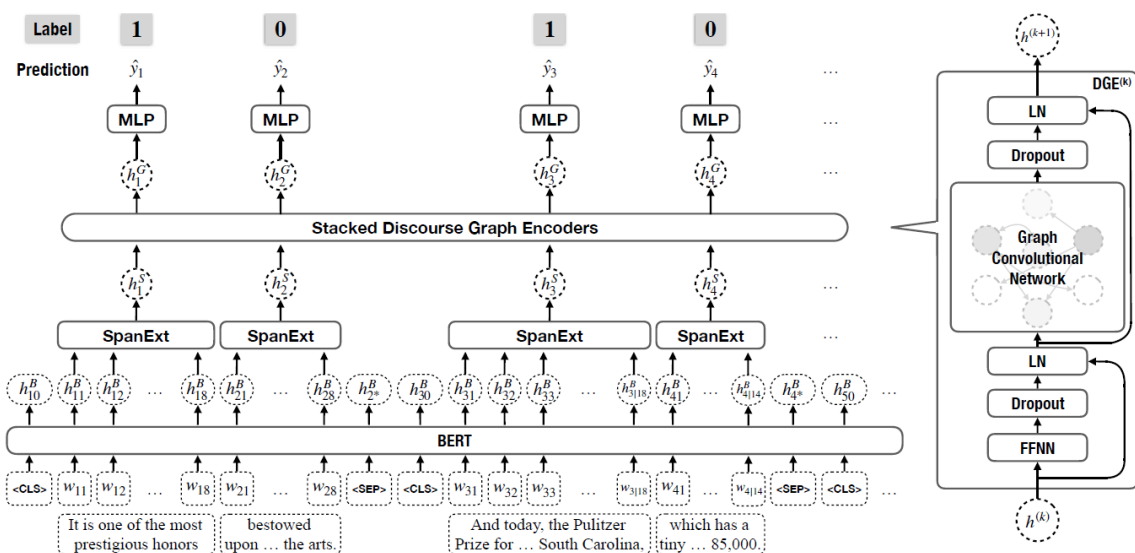 Label 1 0 1 0
Prediction ŷ₁ ŷ₂ ŷ₃ ŷ₄ …
MLP MLP MLP MLP …
h₁ᴳ h₂ᴳ h₃ᴳ h₄ᴳ …
Stacked Discourse Graph Encoders
h₁ˢ h₂ˢ h₃ˢ h₄ˢ …
SpanExt SpanExt SpanExt SpanExt …
h₁₀ᴮ h₁₁ᴮ h₁₂ᴮ … h₁₈ᴮ h₂₁ᴮ … h₂₈ᴮ h₂*ᴮ h₃₀ᴮ h₃₁ᴮ h₃₂ᴮ h₃₃ᴮ … h₃|₁₈ᴮ h₄₁ᴮ … h₄|₁₄ᴮ h₄*ᴮ h₅₀ᴮ …
BERT
<CLS> w₁₁ w₁₂ … w₁₈ w₂₁ … w₂₈ <SEP> <CLS> w₃₁ w₃₂ w₃₃ … w₃|₁₈ w₄₁ … w₄|₁₄ <SEP> <CLS> …
It is one of the most
prestigious honors
bestowed
upon … the arts.
And today, the Pulitzer
Prize for … South Carolina,
which has a
tiny … 85,000.
h⁽ᵏ⁺¹⁾
DGE⁽ᵏ⁾
LN
Dropout
Graph
Convolutional
Network
LN
Dropout
FFNN
h⁽ᵏ⁾